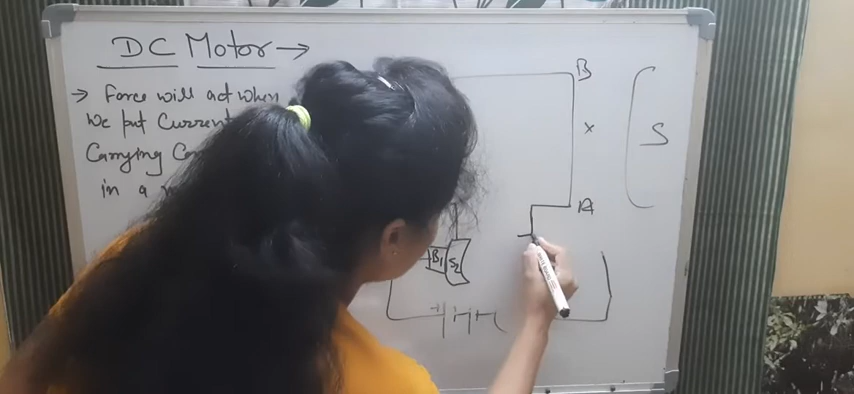 DC Motor →
→ Force will act when
we put Current
Carrying
in a
B
×
S
A
B1
S2
+